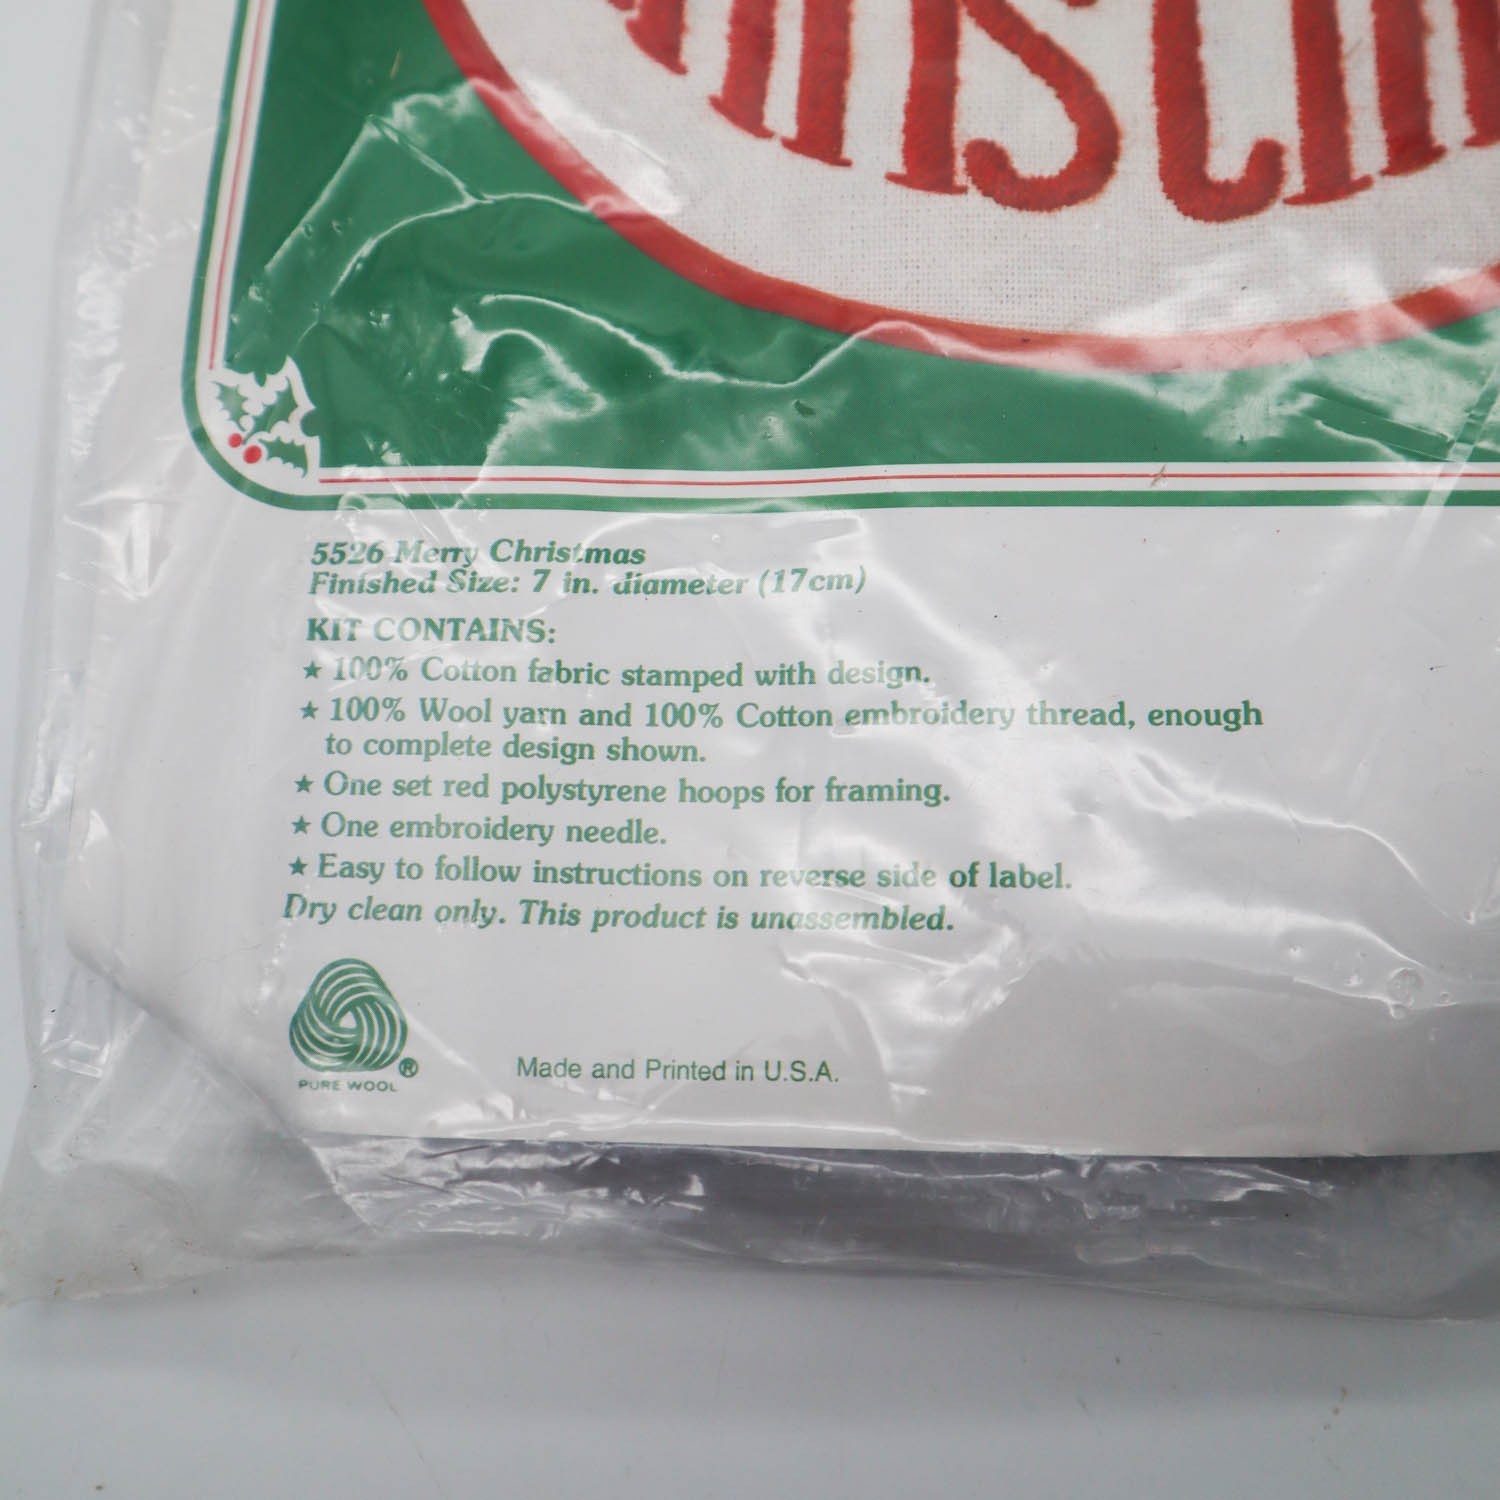 5526 Merry Christmas
Finished Size: 7 in. diameter (17cm)
KIT CONTAINS:
★ 100% Cotton fabric stamped with design.
★ 100% Wool yarn and 100% Cotton embroidery thread, enough
to complete design shown.
★ One set red polystyrene hoops for framing.
★ One embroidery needle.
★ Easy to follow instructions on reverse side of label.
Dry clean only. This product is unassembled.
®
PURE WOOL
Made and Printed in U.S.A.